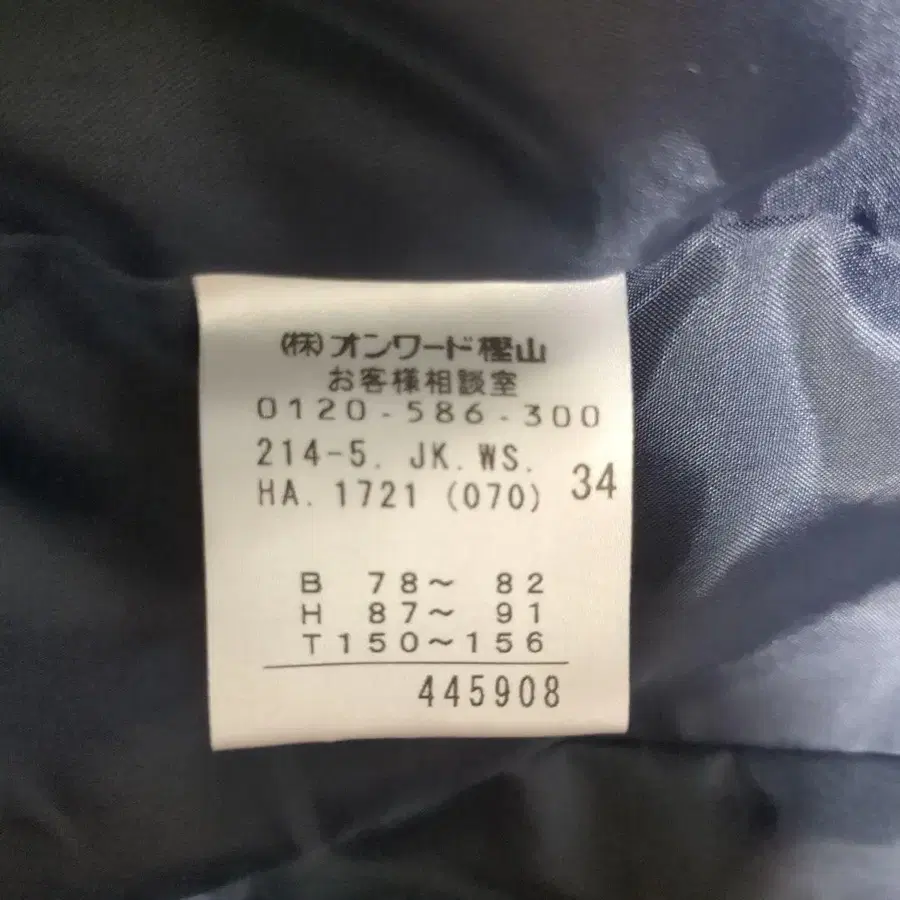 (株)オンワード樫山
お客様相談室
0120-586-300
214-5. JK. WS.
HA. 1721 (070) 34
B 78~ 82
H 87~ 91
T150~156
445908